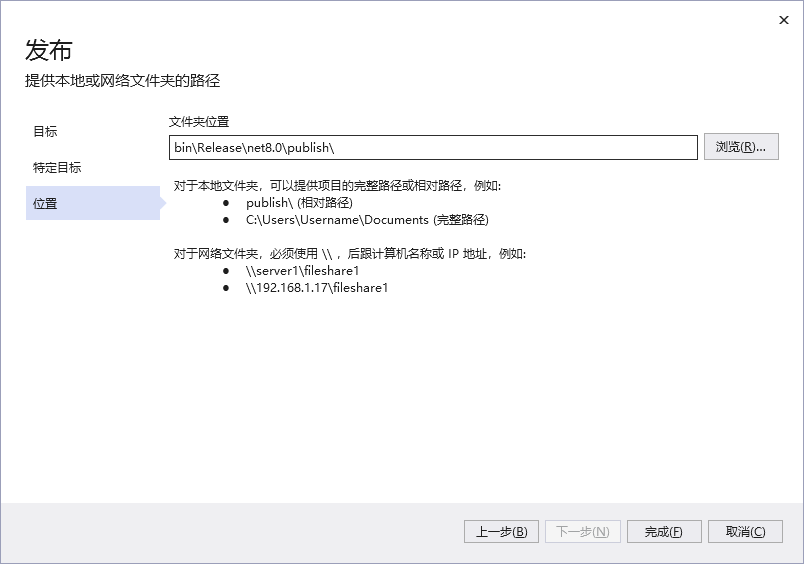 发布
提供本地或网络文件夹的路径
目标
特定目标
位置
文件夹位置
bin\Release\net8.0\publish\
浏览(R)...
对于本地文件夹，可以提供项目的完整路径或相对路径，例如:
● publish\ (相对路径)
● C:\Users\Username\Documents (完整路径)
对于网络文件夹，必须使用 \\ ，后跟计算机名称或 IP 地址，例如:
● \\server1\fileshare1
● \\192.168.1.17\fileshare1
上一步(B)
下一步(N)
完成(F)
取消(C)